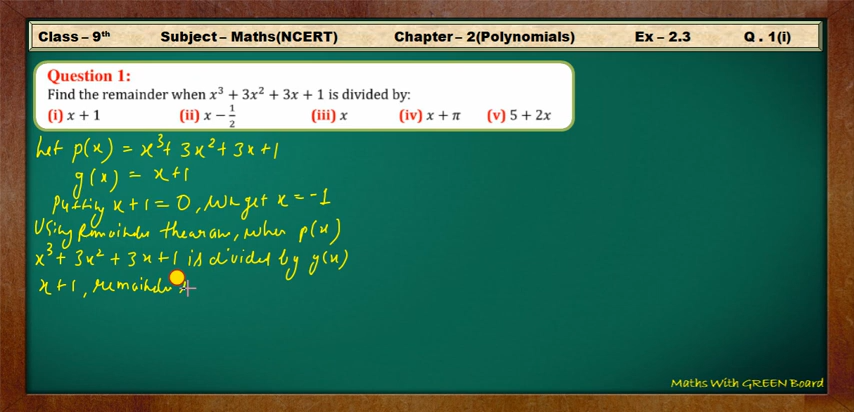 Class – 9th Subject – Maths(NCERT) Chapter – 2(Polynomials) Ex – 2.3 Q . 1(i)
Question 1:
Find the remainder when x³ + 3x² + 3x + 1 is divided by:
(i) x + 1 (ii) x − 1/2 (iii) x (iv) x + π (v) 5 + 2x
Let p(x) = x³ + 3x² + 3x + 1
g(x) = x+1
Putting x+1 = 0, we get x = -1
Using Remainder thearam, when p(x)
x³ + 3x² + 3x + 1 is divided by g(x)
x+1, remainder
Maths With GREEN Board